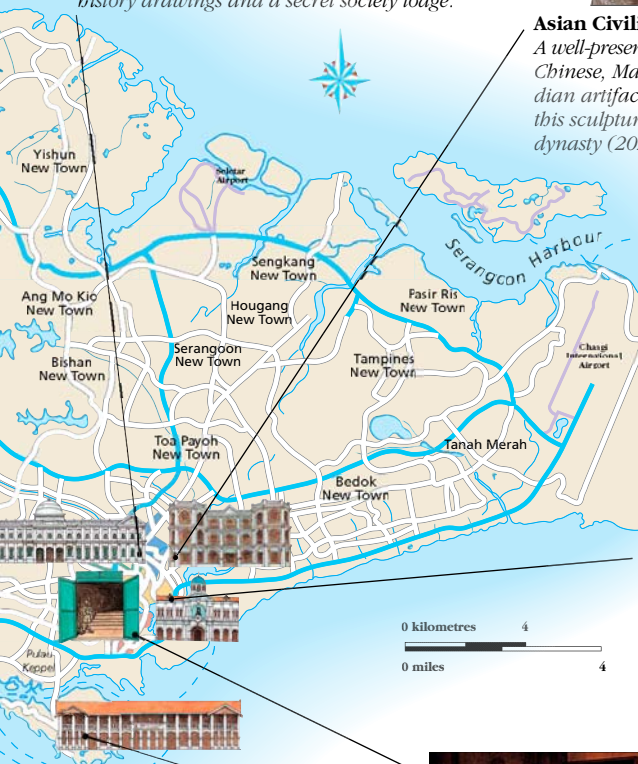 history drawings and a secret society lodge.
Asian Civili
A well-preser
Chinese, Ma
dian artifac
this sculptur
dynasty (20
Yishun
New Town
Seletar
Airport
Serangoon Harbour
Sengkang
New Town
Ang Mo Kio
New Town
Hougang
New Town
Pasir Ris
New Town
Serangoon
New Town
Changi
International
Airport
Bishan
New Town
Tampines
New Town
Toa Payoh
New Town
Tanah Merah
Bedok
New Town
0 kilometres 4
0 miles 4
Pulau
Keppel